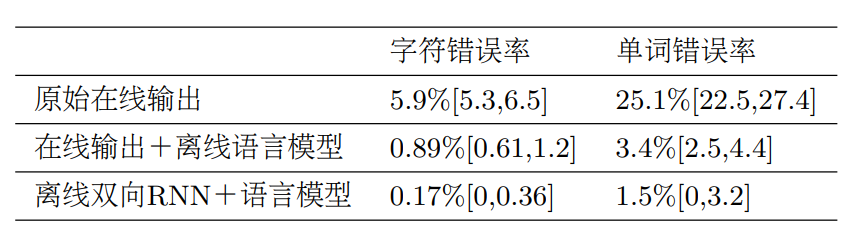 字符错误率 单词错误率
原始在线输出 5.9%[5.3,6.5] 25.1%[22.5,27.4]
在线输出＋离线语言模型 0.89%[0.61,1.2] 3.4%[2.5,4.4]
离线双向RNN＋语言模型 0.17%[0,0.36] 1.5%[0,3.2]